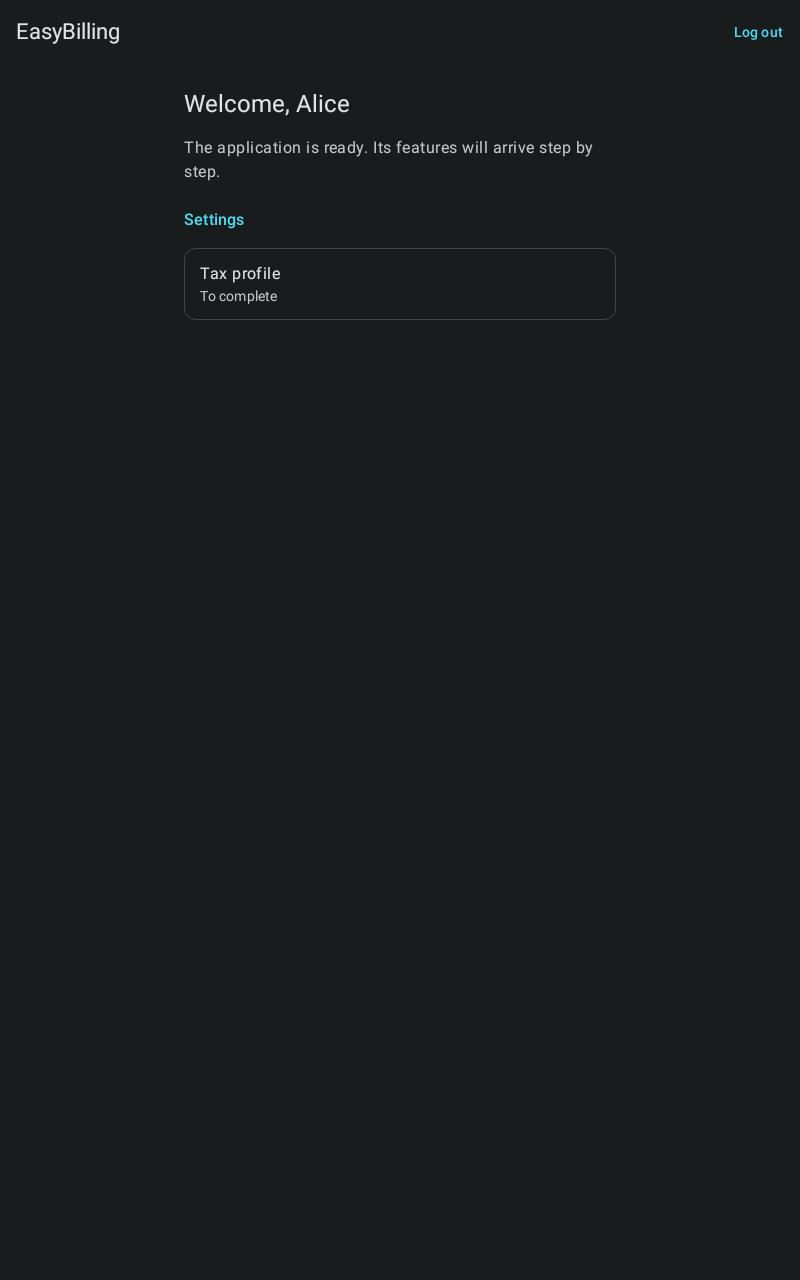 EasyBilling
Log out
Welcome, Alice
The application is ready. Its features will arrive step by
step.
Settings
Tax profile
To complete